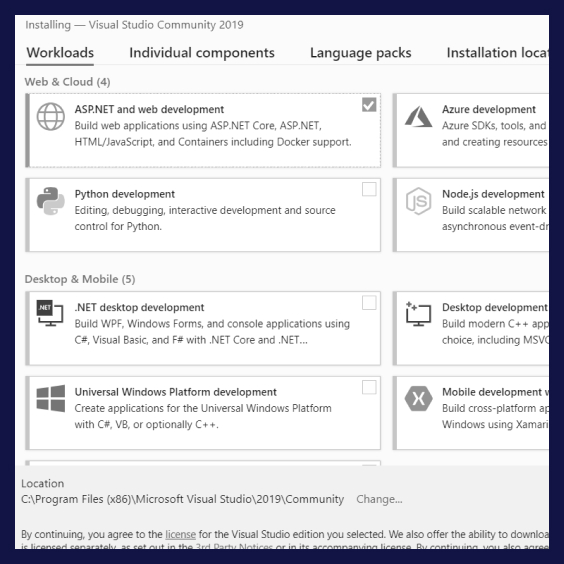 Installing — Visual Studio Community 2019
Workloads Individual components Language packs Installation locat
Web & Cloud (4)
ASP.NET and web development
Build web applications using ASP.NET Core, ASP.NET,
HTML/JavaScript, and Containers including Docker support.
Azure development
Azure SDKs, tools, and
and creating resources
Python development
Editing, debugging, interactive development and source
control for Python.
JS
Node.js development
Build scalable network
asynchronous event-dr
Desktop & Mobile (5)
.NET
.NET desktop development
Build WPF, Windows Forms, and console applications using
C#, Visual Basic, and F# with .NET Core and .NET...
Desktop development
Build modern C++ app
choice, including MSVC
Universal Windows Platform development
Create applications for the Universal Windows Platform
with C#, VB, or optionally C++.
Mobile development w
Build cross-platform ap
Windows using Xamari
Location
C:\Program Files (x86)\Microsoft Visual Studio\2019\Community Change...
By continuing, you agree to the license for the Visual Studio edition you selected. We also offer the ability to downloa
is licensed separately, as set out in the 3rd Party Notices or in its accompanying license. By continuing, you also agree